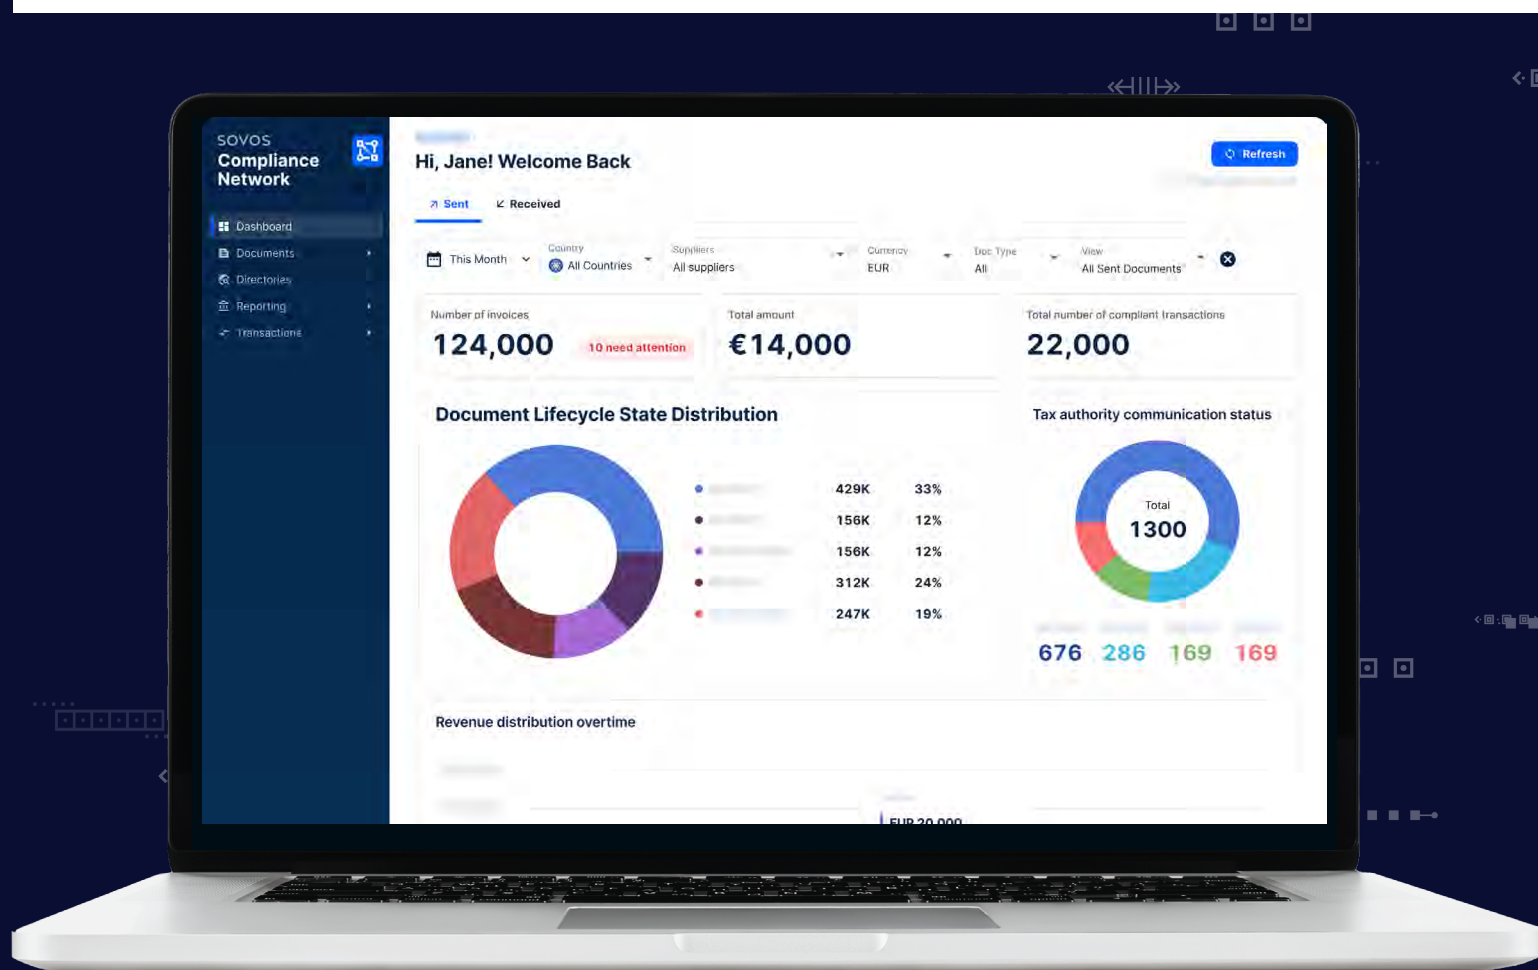 SOVOS
Compliance
Network
Dashboard
Documents
Directories
Reporting
Transactions
Hi, Jane! Welcome Back
Refresh
Sent
Received
This Month
Country
All Countries
Suppliers
All suppliers
Currency
EUR
Doc Type
All
View
All Sent Documents
Number of invoices
124,000
10 need attention
Total amount
€14,000
Total number of compliant transactions
22,000
Document Lifecycle State Distribution
429K 33%
156K 12%
156K 12%
312K 24%
247K 19%
Tax authority communication status
Total
1300
676 286 169 169
Revenue distribution overtime
EUR 20,000